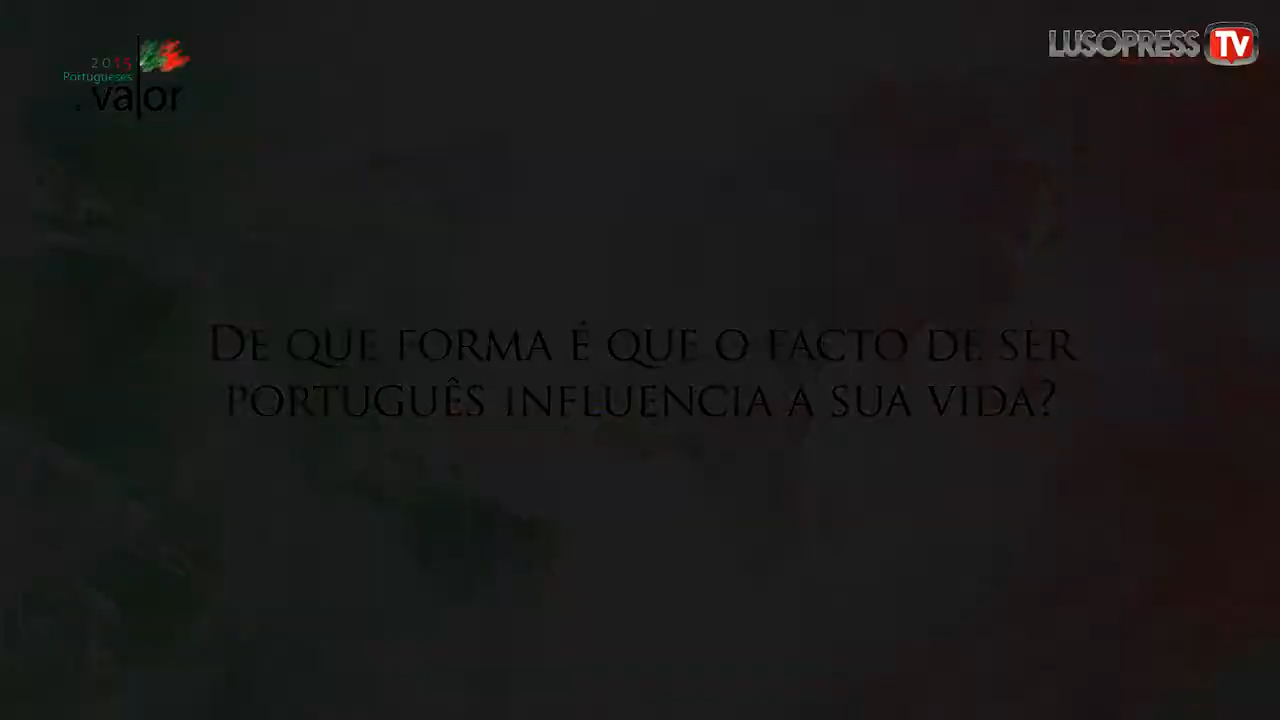 2015
Portugueses
. valor
LUSOPRESS TV
DE QUE FORMA É QUE O FACTO DE SER
PORTUGUÊS INFLUENCIA A SUA VIDA?